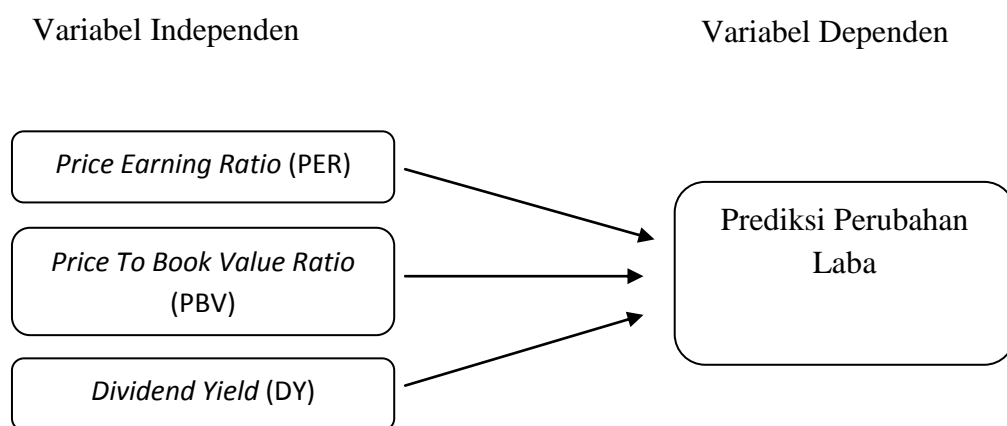 Variabel Independen
Variabel Dependen
Price Earning Ratio (PER)
Price To Book Value Ratio
(PBV)
Dividend Yield (DY)
Prediksi Perubahan
Laba